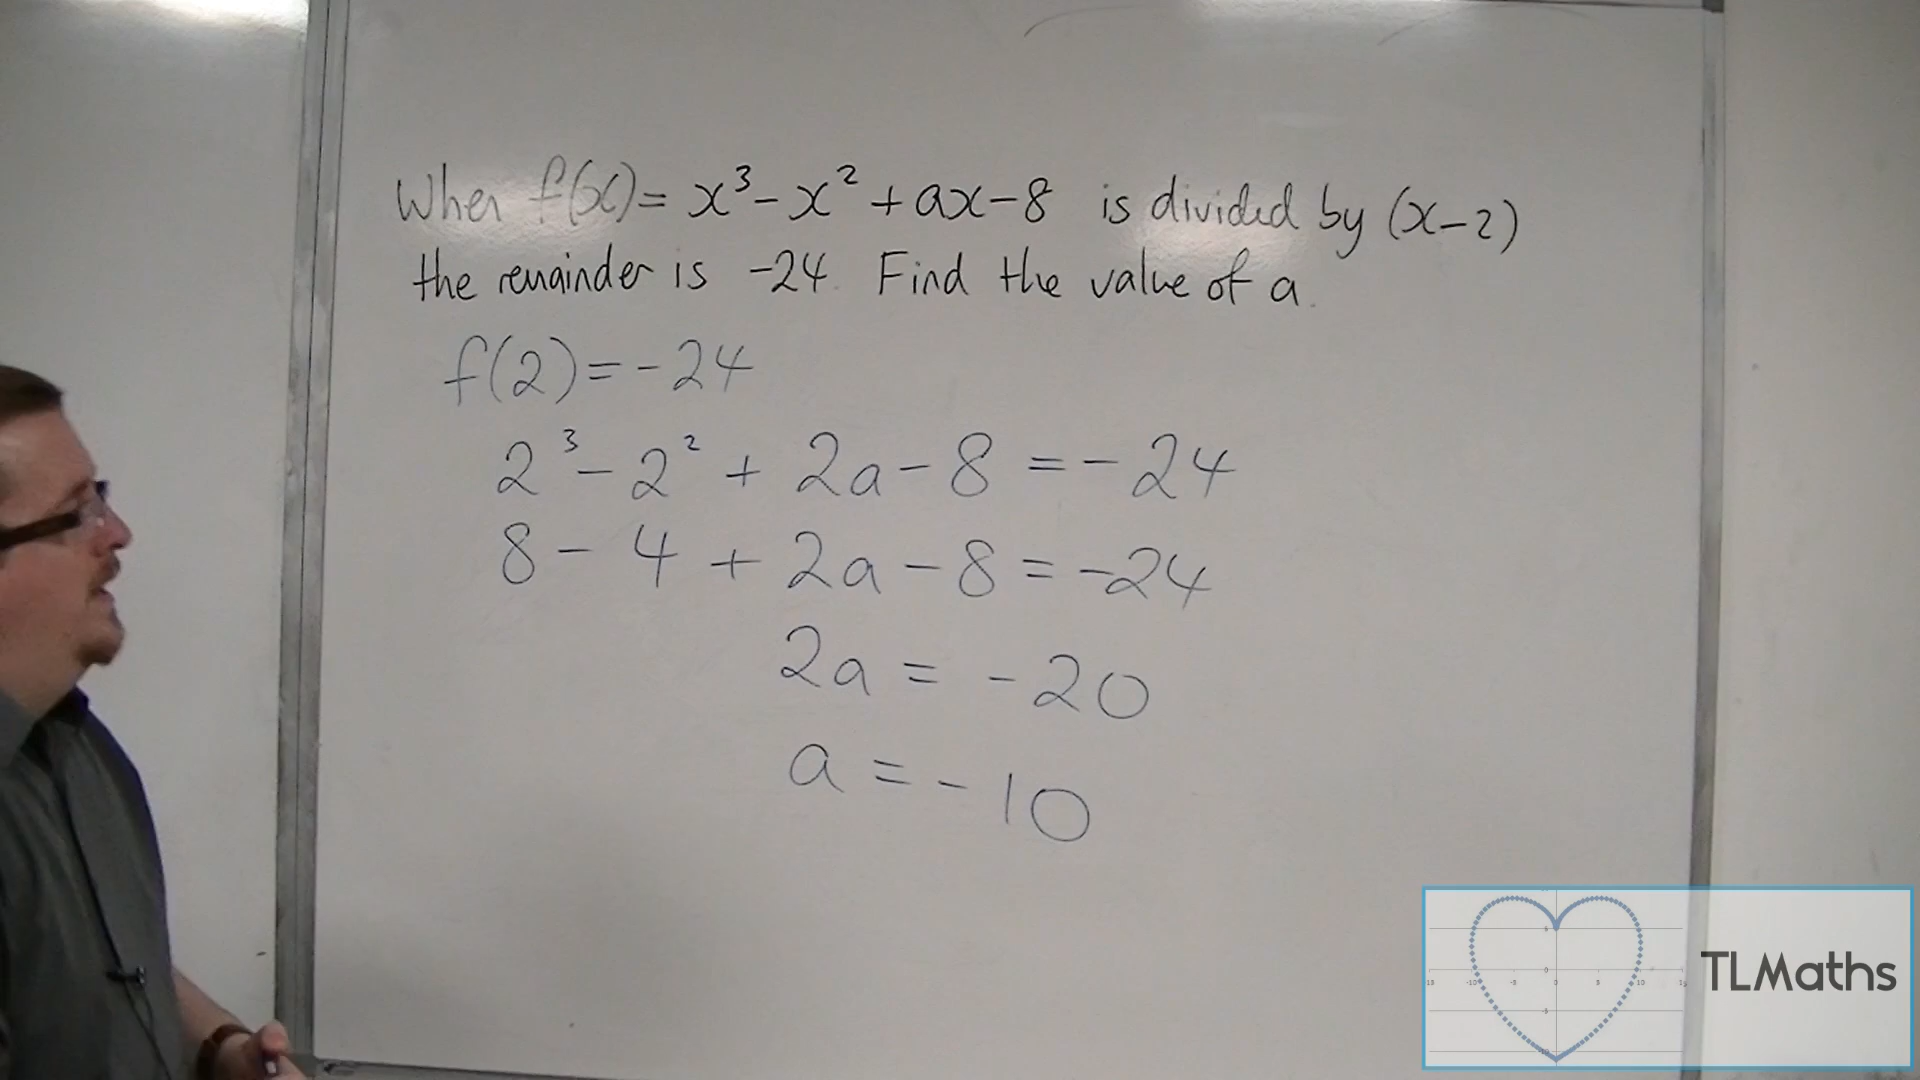 When f(x) = x³ - x² + ax - 8 is divided by (x-2)
the remainder is -24. Find the value of a.
f(2) = -24
2³ - 2² + 2a - 8 = -24
8 - 4 + 2a - 8 = -24
2a = -20
a = -10
TLMaths